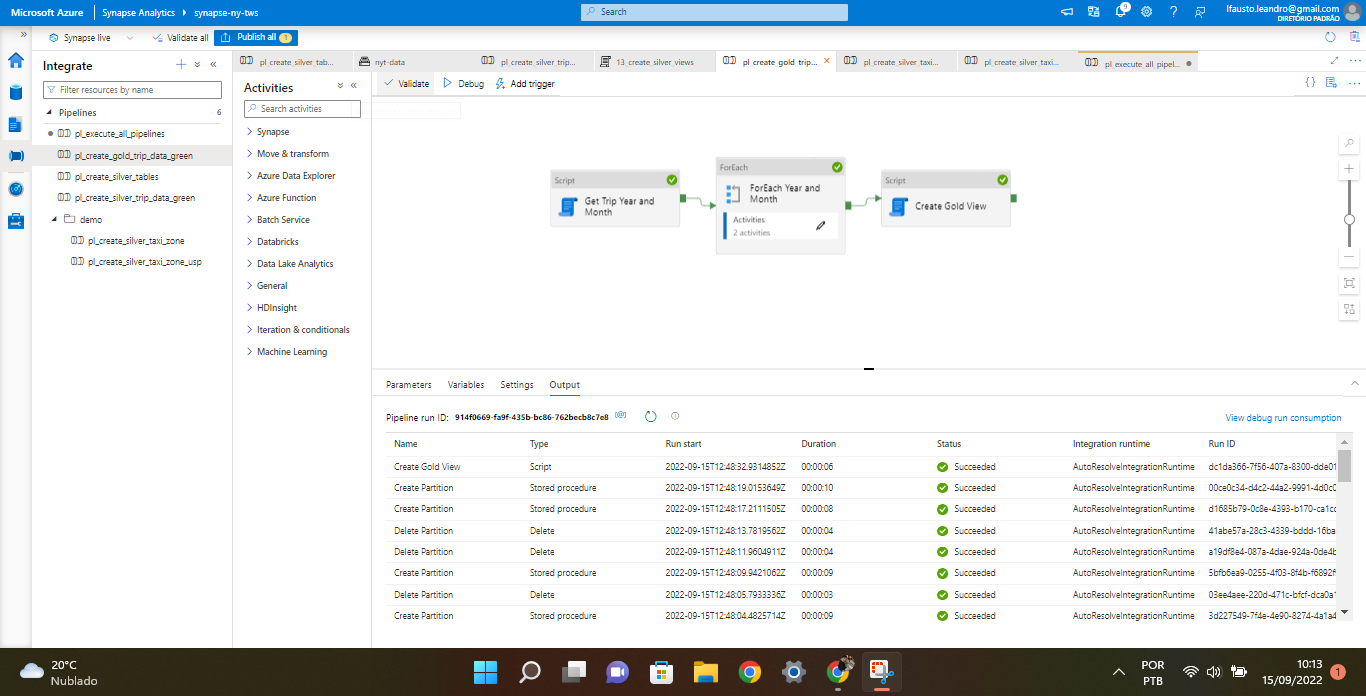 Microsoft Azure
Synapse Analytics
synapse-ny-tws
Search
9
lfausto.leandro@gmail.com
DIRETÓRIO PADRÃO
Synapse live
Validate all
Publish all
1
Integrate
Filter resources by name
Pipelines
6
pl_execute_all_pipelines
pl_create_gold_trip_data_green
pl_create_silver_tables
pl_create_silver_trip_data_green
demo
pl_create_silver_taxi_zone
pl_create_silver_taxi_zone_usp
pl_create_silver_tab...
nyt-data
pl_create_silver_trip...
13_create_silver_views
pl create_gold_trip...
pl_create_silver_taxi...
pl_create_silver_taxi...
pl_execute_all_pipel...
Activities
Search activities
Synapse
Move & transform
Azure Data Explorer
Azure Function
Batch Service
Databricks
Data Lake Analytics
General
HDInsight
Iteration & conditionals
Machine Learning
Validate
Debug
Add trigger
Script
Get Trip Year and
Month
ForEach
ForEach Year and
Month
Activities
2 activities
Script
Create Gold View
Parameters
Variables
Settings
Output
Pipeline run ID: 914f0669-fa9f-435b-bc86-762becb8c7e8
View debug run consumption
Name Type Run start Duration Status Integration runtime Run ID
Create Gold View Script 2022-09-15T12:48:32.9314852Z 00:00:06 Succeeded AutoResolveIntegrationRuntime dc1da366-7f56-407a-8300-dde01
Create Partition Stored procedure 2022-09-15T12:48:19.0153649Z 00:00:10 Succeeded AutoResolveIntegrationRuntime 00ce0c34-d4c2-44a2-9991-4d0c0
Create Partition Stored procedure 2022-09-15T12:48:17.2111505Z 00:00:08 Succeeded AutoResolveIntegrationRuntime d1685b79-0c8e-4393-b170-ca1cc
Delete Partition Delete 2022-09-15T12:48:13.7819562Z 00:00:04 Succeeded AutoResolveIntegrationRuntime 41abe57a-28c3-4339-bddd-16ba
Delete Partition Delete 2022-09-15T12:48:11.9604911Z 00:00:04 Succeeded AutoResolveIntegrationRuntime a19df8e4-087a-4dae-924a-0de4b
Create Partition Stored procedure 2022-09-15T12:48:09.9421062Z 00:00:09 Succeeded AutoResolveIntegrationRuntime 5bfb6ea9-0255-4f03-8f4b-f6892f
Delete Partition Delete 2022-09-15T12:48:05.7933336Z 00:00:03 Succeeded AutoResolveIntegrationRuntime 03ee4aee-220d-471c-bfcf-dca0a1
Create Partition Stored procedure 2022-09-15T12:48:04.4825714Z 00:00:09 Succeeded AutoResolveIntegrationRuntime 3d227549-7f4e-4e90-8274-4a1a4
20°C
Nublado
POR
PTB
10:13
15/09/2022
1